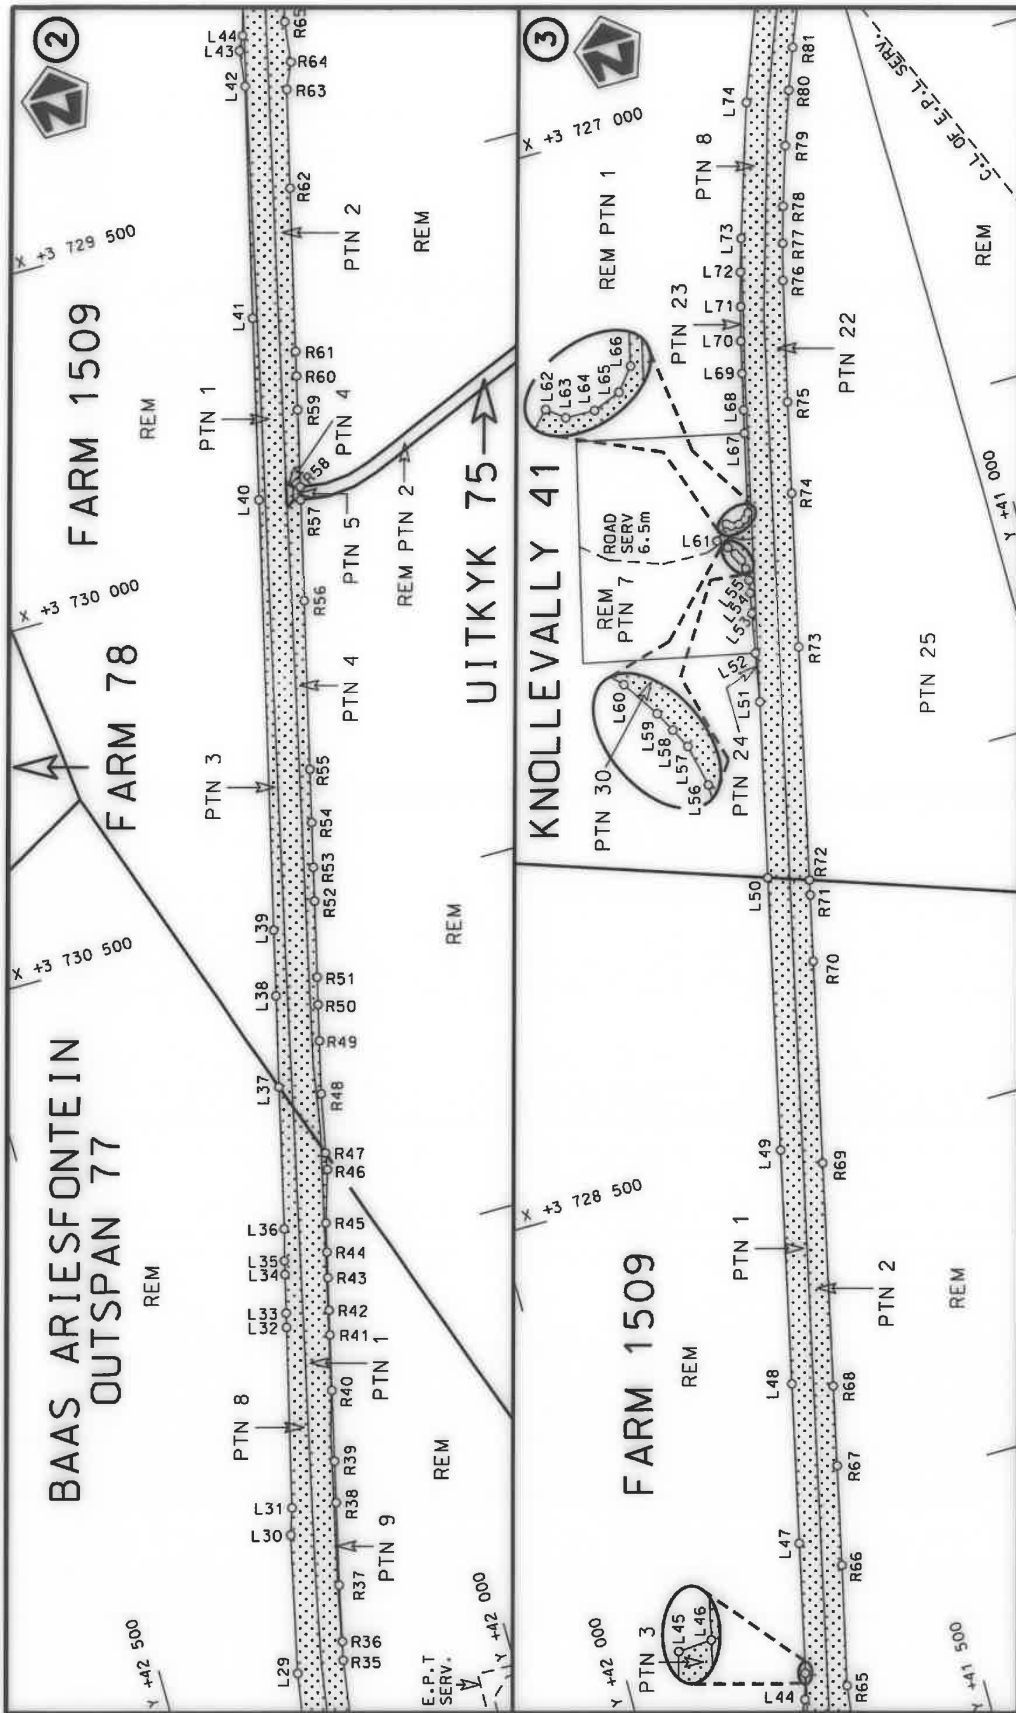 2
BAAS ARIESFONTEIN
OUTSPAN 77
REM
FARM 78
FARM 1509
REM
X +3 730 500
X +3 730 000
X +3 729 500
Y +42 500
Y +42 000
E.P.T
SERV.
PTN 8
PTN 3
PTN 1
L29
L30
L31
L32
L33
L34
L35
L36
L37
L38
L39
L40
L41
L42
L43
L44
R35
R36
R37
R38
R39
R40
R41
R42
R43
R44
R45
R46
R47
R48
R49
R50
R51
R52
R53
R54
R55
R56
R57
R58
R59
R60
R61
R62
R63
R64
R65
PTN 9
PTN 1
PTN 4
PTN 5
PTN 4
PTN 2
REM
REM
REM PTN 2
REM
UITKYK 75
3
FARM 1509
REM
KNOLLEVALLY 41
X +3 728 500
X +3 727 000
Y +42 000
Y +41 500
Y +41 000
PTN 3
L45
L46
PTN 1
PTN 30
L60
L59
L58
L57
L56
PTN 24
REM
PTN 7
ROAD
SERV
6.5m
L62
L63
L64
L65
L66
REM PTN 1
PTN 23
PTN 8
L44
L47
L48
L49
L50
L51
L52
L53
L54
L55
L61
L67
L68
L69
L70
L71
L72
L73
L74
R65
R66
R67
R68
R69
R70
R71
R72
R73
R74
R75
R76
R77
R78
R79
R80
R81
PTN 2
PTN 22
REM
PTN 25
REM
C.L. OF E.P.L SERV.